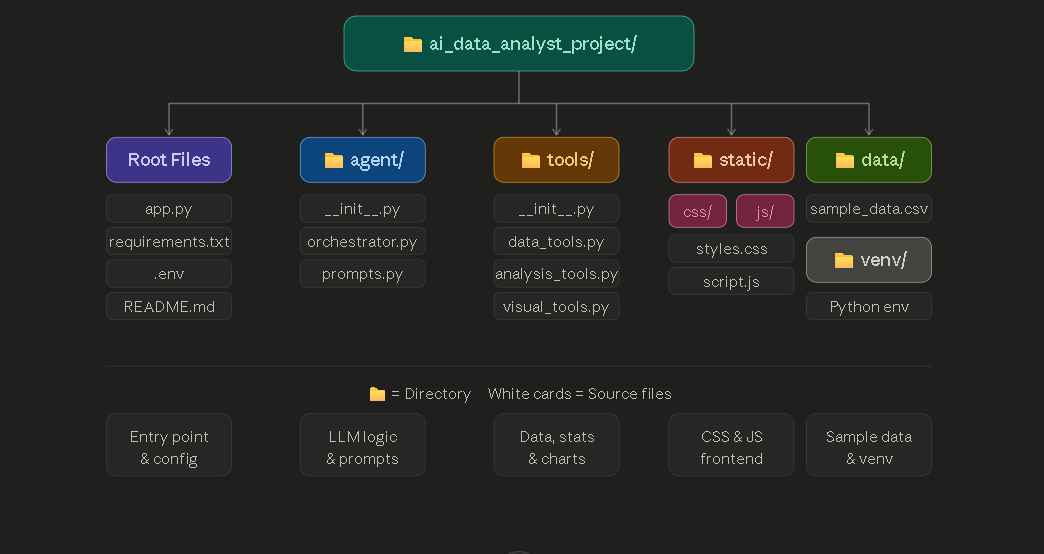 ai_data_analyst_project/
Root Files
agent/
tools/
static/
data/
app.py
requirements.txt
.env
README.md
__init__.py
orchestrator.py
prompts.py
__init__.py
data_tools.py
analysis_tools.py
visual_tools.py
css/
js/
styles.css
script.js
sample_data.csv
venv/
Python env
= Directory White cards = Source files
Entry point
& config
LLM logic
& prompts
Data, stats
& charts
CSS & JS
frontend
Sample data
& venv